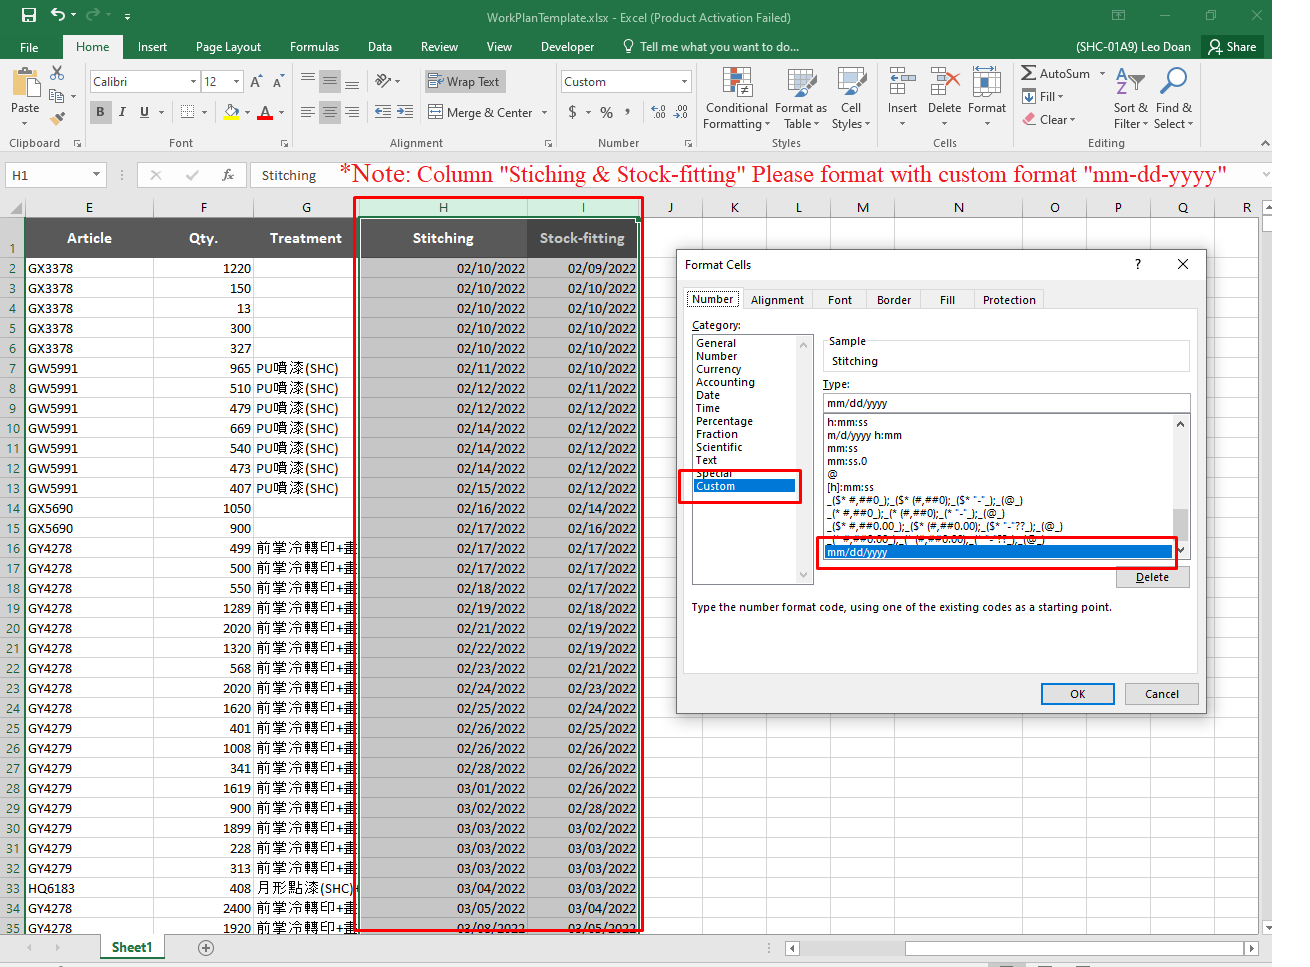 WorkPlanTemplate.xlsx - Excel (Product Activation Failed)
File Home Insert Page Layout Formulas Data Review View Developer Tell me what you want to do... (SHC-01A9) Leo Doan Share
Calibri 12 Wrap Text Custom AutoSum
Paste B I U Merge & Center $ % , Conditional Formatting Format as Table Cell Styles Insert Delete Format Fill Clear Sort & Filter Find & Select
Clipboard Font Alignment Number Styles Cells Editing
H1 fx Stitching *Note: Column "Stiching & Stock-fitting" Please format with custom format "mm-dd-yyyy"
E F G H I J K L M N O P Q R
1 Article Qty. Treatment Stitching Stock-fitting
2 GX3378 1220 02/10/2022 02/09/2022
3 GX3378 150 02/10/2022 02/10/2022
4 GX3378 13 02/10/2022 02/10/2022
5 GX3378 300 02/10/2022 02/10/2022
6 GX3378 327 02/10/2022 02/10/2022
7 GW5991 965 PU噴漆(SHC) 02/11/2022 02/10/2022
8 GW5991 510 PU噴漆(SHC) 02/12/2022 02/11/2022
9 GW5991 479 PU噴漆(SHC) 02/12/2022 02/12/2022
10 GW5991 669 PU噴漆(SHC) 02/14/2022 02/12/2022
11 GW5991 540 PU噴漆(SHC) 02/14/2022 02/12/2022
12 GW5991 473 PU噴漆(SHC) 02/14/2022 02/12/2022
13 GW5991 407 PU噴漆(SHC) 02/15/2022 02/12/2022
14 GX5690 1050 02/16/2022 02/14/2022
15 GX5690 900 02/17/2022 02/16/2022
16 GY4278 499 前掌冷轉印+畫 02/17/2022 02/17/2022
17 GY4278 500 前掌冷轉印+畫 02/17/2022 02/17/2022
18 GY4278 550 前掌冷轉印+畫 02/18/2022 02/17/2022
19 GY4278 1289 前掌冷轉印+畫 02/19/2022 02/18/2022
20 GY4278 2020 前掌冷轉印+畫 02/21/2022 02/19/2022
21 GY4278 1320 前掌冷轉印+畫 02/22/2022 02/19/2022
22 GY4278 568 前掌冷轉印+畫 02/23/2022 02/21/2022
23 GY4278 2020 前掌冷轉印+畫 02/24/2022 02/23/2022
24 GY4278 1620 前掌冷轉印+畫 02/25/2022 02/24/2022
25 GY4279 401 前掌冷轉印+畫 02/26/2022 02/25/2022
26 GY4279 1008 前掌冷轉印+畫 02/26/2022 02/26/2022
27 GY4279 341 前掌冷轉印+畫 02/28/2022 02/26/2022
28 GY4279 1619 前掌冷轉印+畫 03/01/2022 02/26/2022
29 GY4279 900 前掌冷轉印+畫 03/02/2022 02/28/2022
30 GY4279 1899 前掌冷轉印+畫 03/03/2022 03/02/2022
31 GY4279 228 前掌冷轉印+畫 03/03/2022 03/03/2022
32 GY4279 313 前掌冷轉印+畫 03/03/2022 03/03/2022
33 HQ6183 408 月形點漆(SHC)+ 03/04/2022 03/03/2022
34 GY4278 2400 前掌冷轉印+畫 03/05/2022 03/04/2022
35 GY4278 1920 前掌冷轉印+畫 03/08/2022 03/05/2022
Format Cells ? ×
Number Alignment Font Border Fill Protection
Category:
General
Number
Currency
Accounting
Date
Time
Percentage
Fraction
Scientific
Text
Special
Custom
Sample
Stitching
Type:
mm/dd/yyyy
h:mm:ss
m/d/yyyy h:mm
mm:ss
mm:ss.0
@
[h]:mm:ss
_($* #,##0_);_($* (#,##0);_($* "-"_);_(@_)
_(* #,##0_);_(* (#,##0);_(* "-"_);_(@_)
_($* #,##0.00_);_($* (#,##0.00);_($* "-"??_);_(@_)
_(* #,##0.00_);_(* (#,##0.00);_(* "-"??_);_(@_)
mm/dd/yyyy
Delete
Type the number format code, using one of the existing codes as a starting point.
OK Cancel
Sheet1